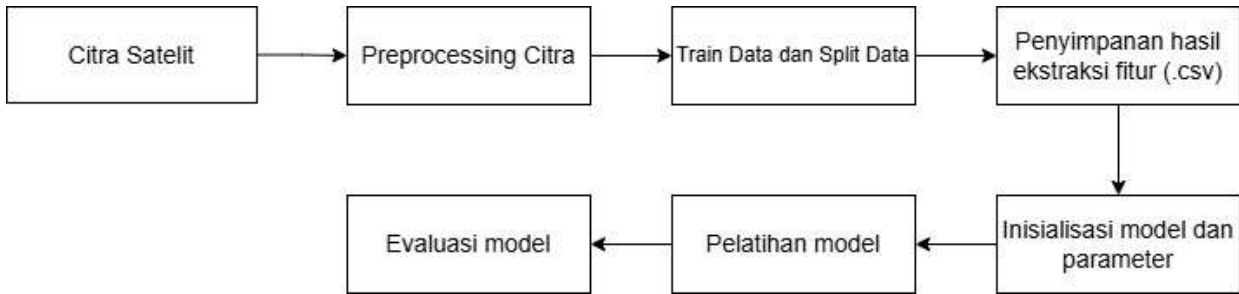 Citra Satelit
Preprocessing Citra
Train Data dan Split Data
Penyimpanan hasil
ekstraksi fitur (.csv)
Inisialisasi model dan
parameter
Pelatihan model
Evaluasi model